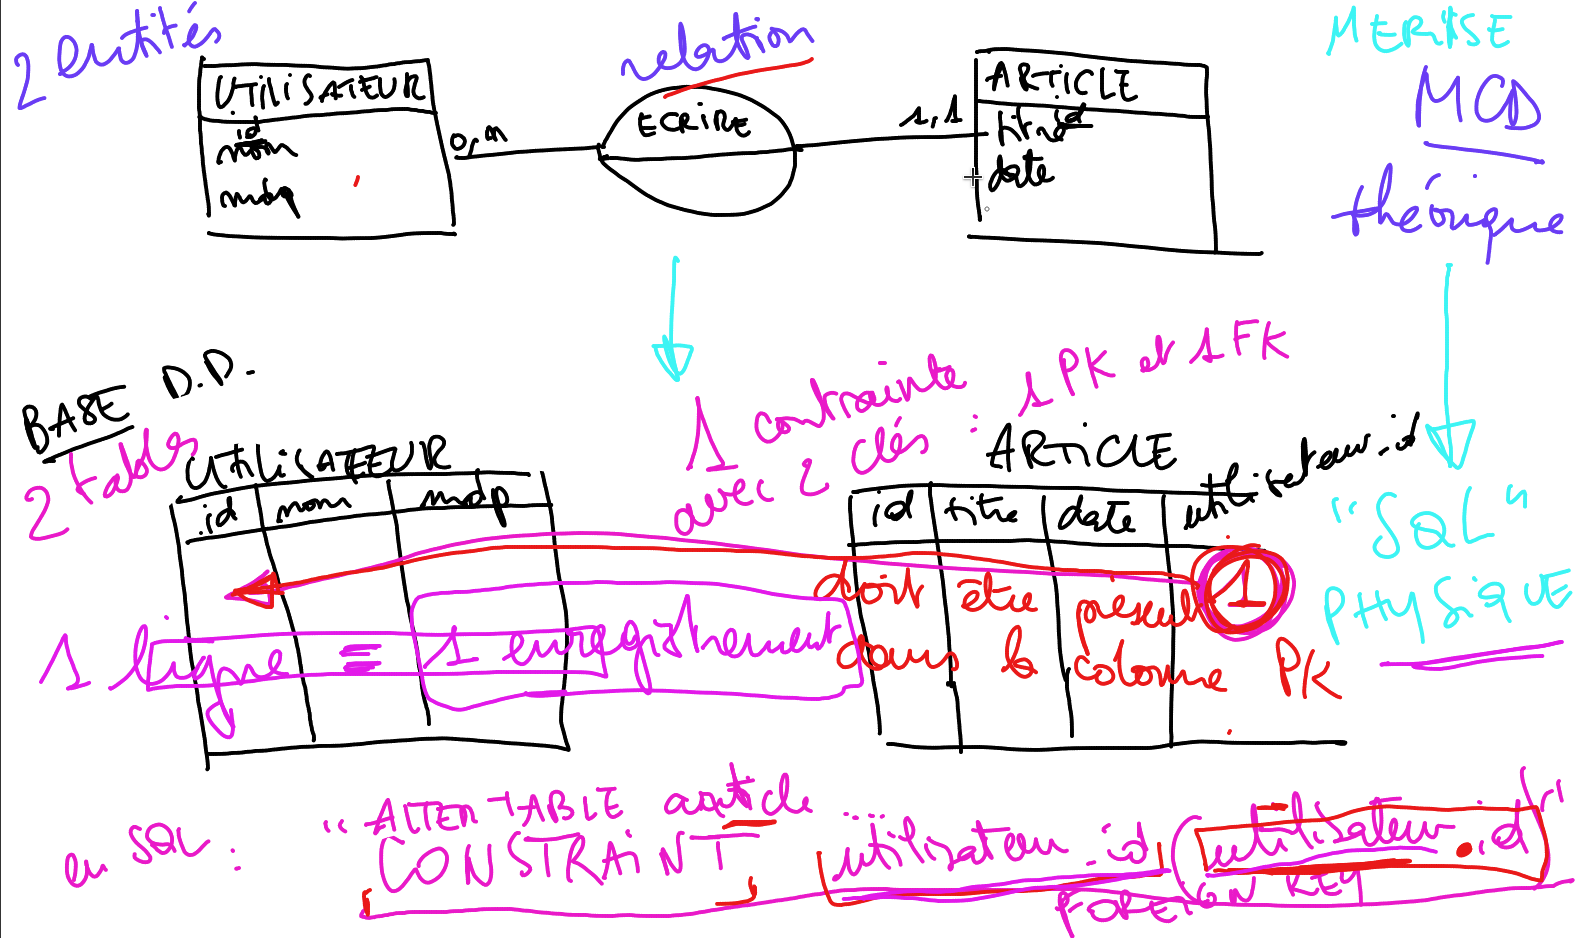 2 entités
relation
MERISE
MCD
théorique
UTILISATEUR
id
nom
mdp
0,n
ECRIRE
1,1
ARTICLE
id
titre
date
BASE D.D.
2 tables
1 contrainte
avec 2 clés : 1 PK et 1 FK
UTILISATEUR
id nom mdp
ARTICLE
id titre date utilisateur_id
"SQL"
PHYSIQUE
1
doit être present
dans la colonne PK
1 ligne = 1 enregistrement
en SQL : "ALTER TABLE article ...
CONSTRAINT utilisateur_id (utilisateur.id)"
FOREIGN KEY